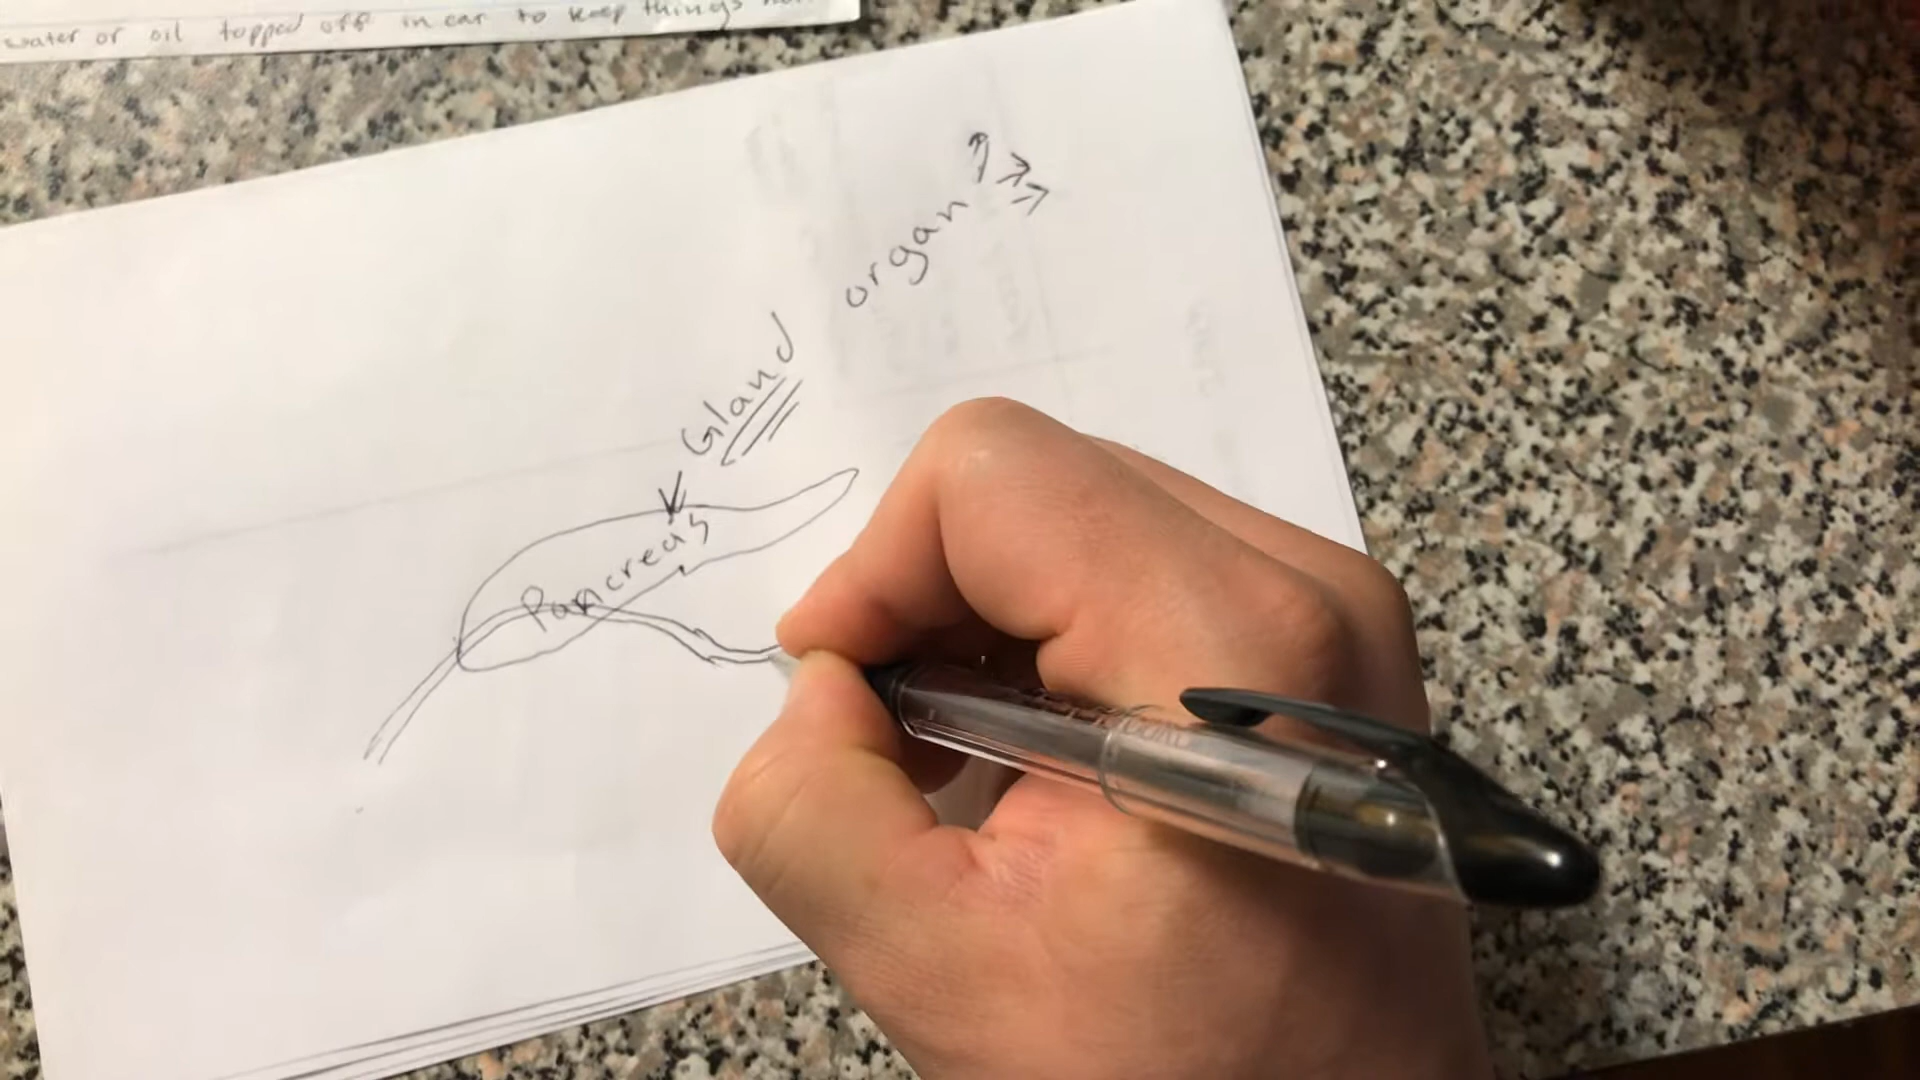 water or oil topped off in car to keep things
organ
Gland
Pancreas